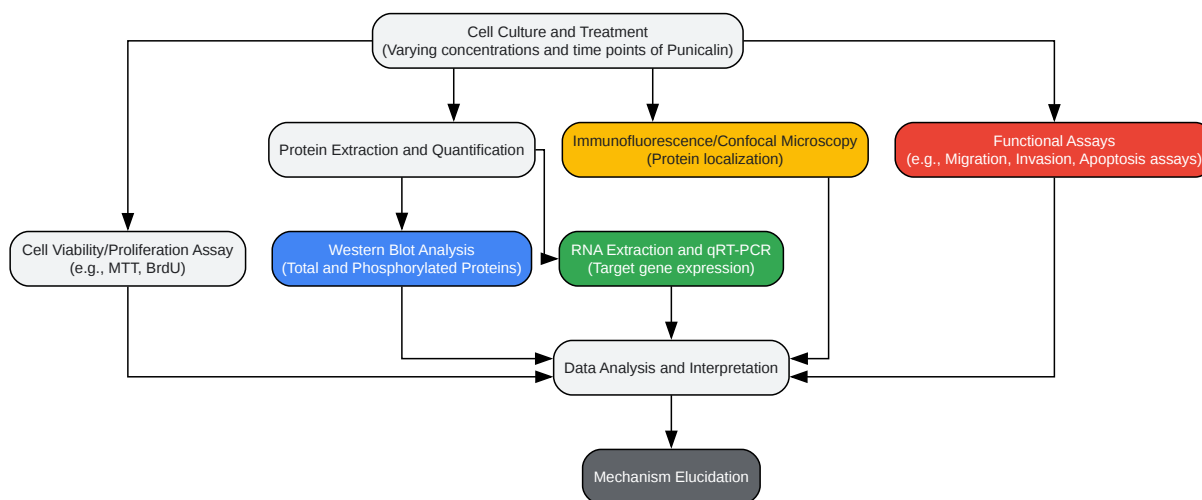 Cell Culture and Treatment
(Varying concentrations and time points of Punicalin)
Protein Extraction and Quantification
Immunofluorescence/Confocal Microscopy
(Protein localization)
Functional Assays
(e.g., Migration, Invasion, Apoptosis assays)
Cell Viability/Proliferation Assay
(e.g., MTT, BrdU)
Western Blot Analysis
(Total and Phosphorylated Proteins)
RNA Extraction and qRT-PCR
(Target gene expression)
Data Analysis and Interpretation
Mechanism Elucidation